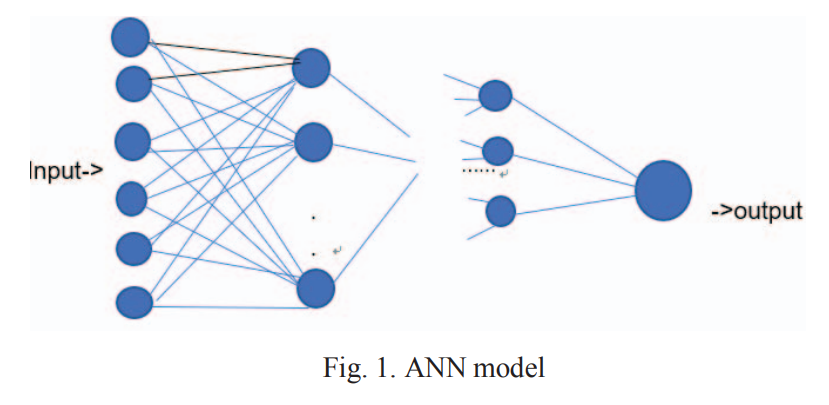 Input->
......
->output
Fig. 1. ANN model